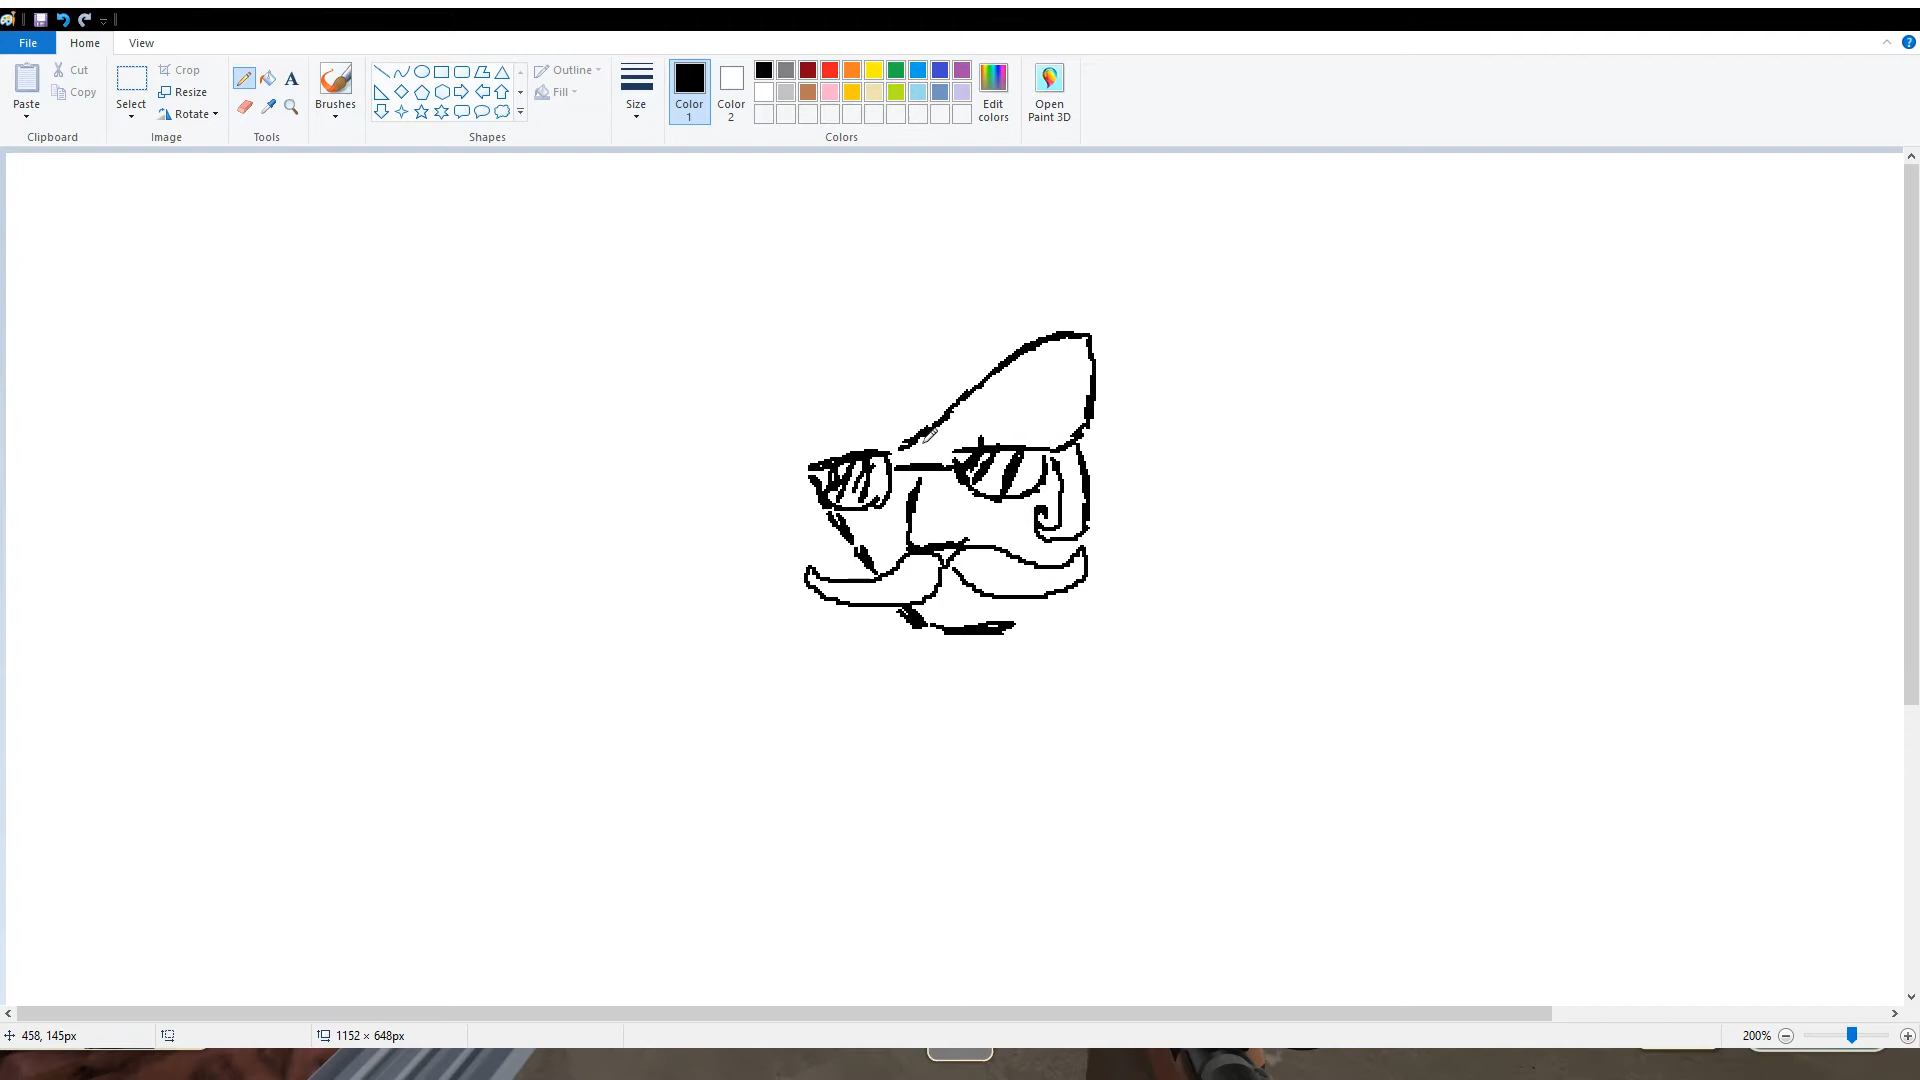 File Home View
Paste
Cut
Copy
Clipboard
Select
Crop
Resize
Rotate
Image
A
Tools
Brushes
Shapes
Outline
Fill
Size
Color
1
Color
2
Edit
colors
Colors
Open
Paint 3D
458, 145px
1152 × 648px
200%